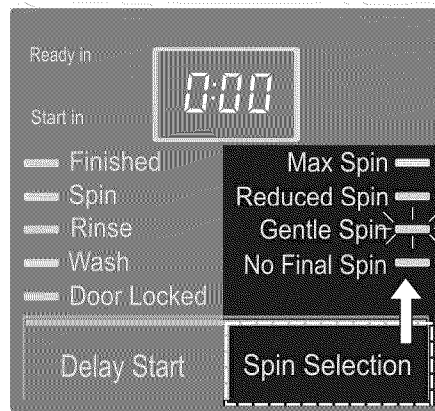 Ready in
0:00
Start in
Finished
Spin
Rinse
Wash
Door Locked
Max Spin
Reduced Spin
Gentle Spin
No Final Spin
Delay Start
Spin Selection